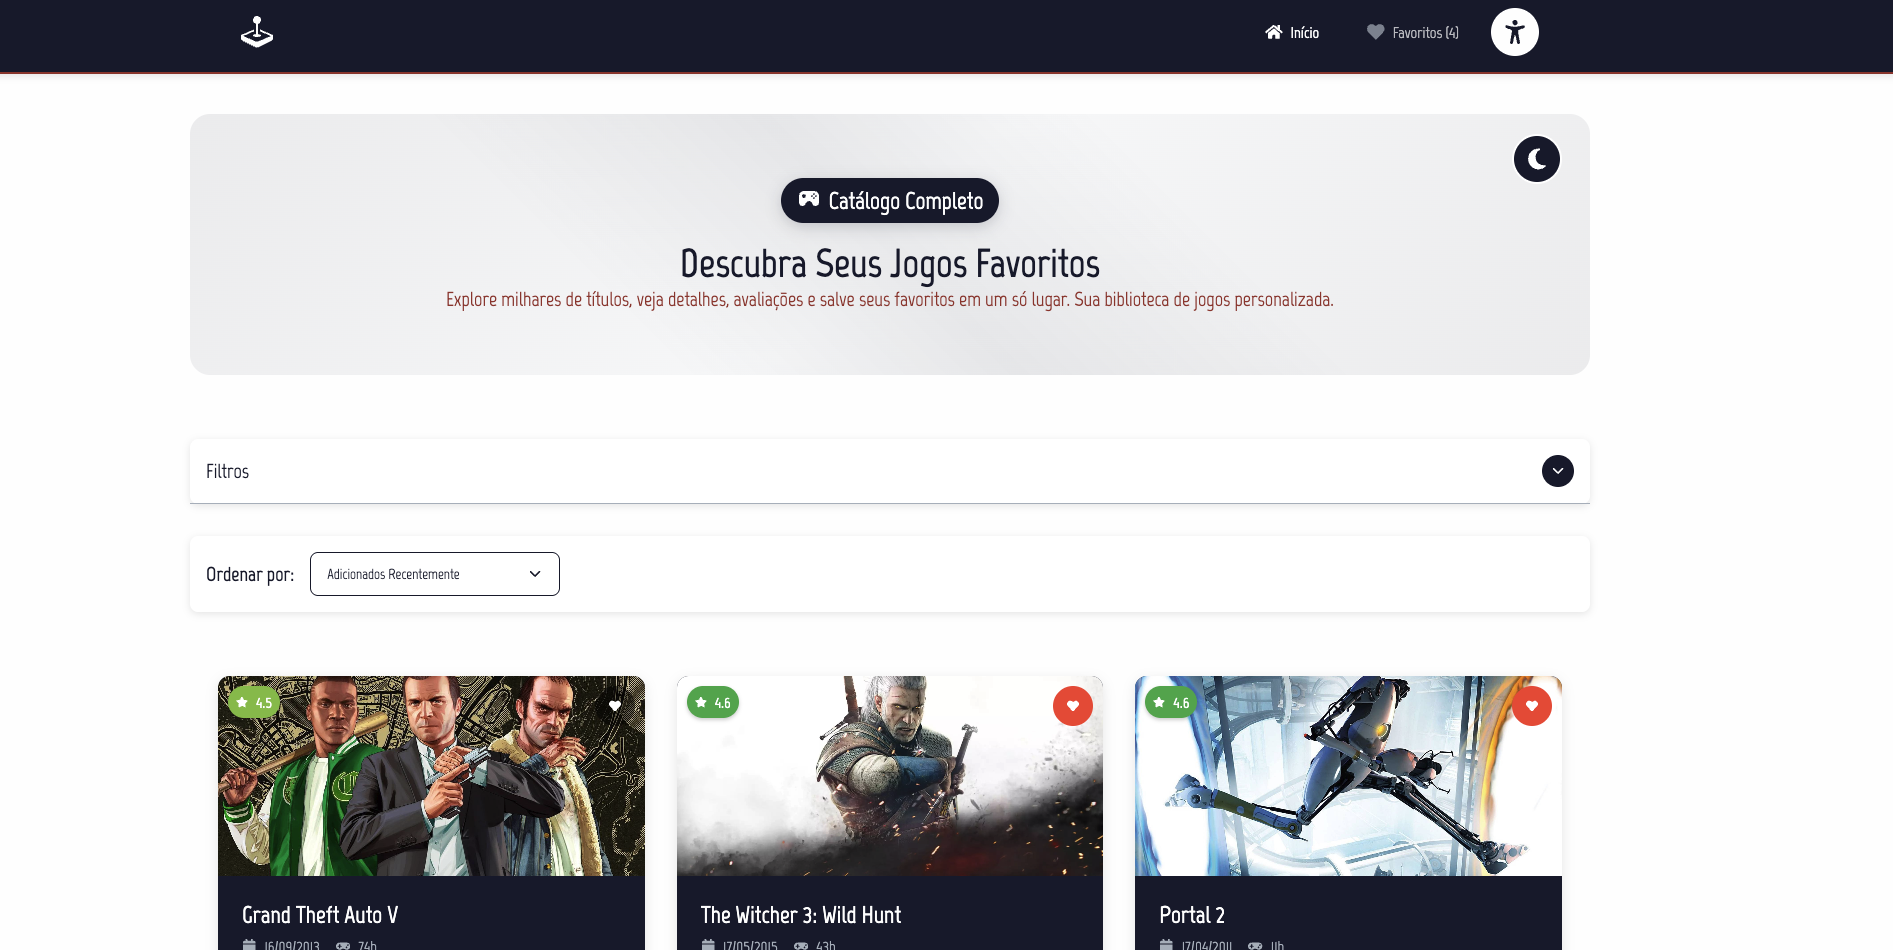 Início
Favoritos (4)
Catálogo Completo
Descubra Seus Jogos Favoritos
Explore milhares de títulos, veja detalhes, avaliações e salve seus favoritos em um só lugar. Sua biblioteca de jogos personalizada.
Filtros
Ordenar por:
Adicionados Recentemente
4.5
4.6
4.6
Grand Theft Auto V
The Witcher 3: Wild Hunt
Portal 2
16/09/2013 74h
17/05/2015 43h
17/04/2011 11h